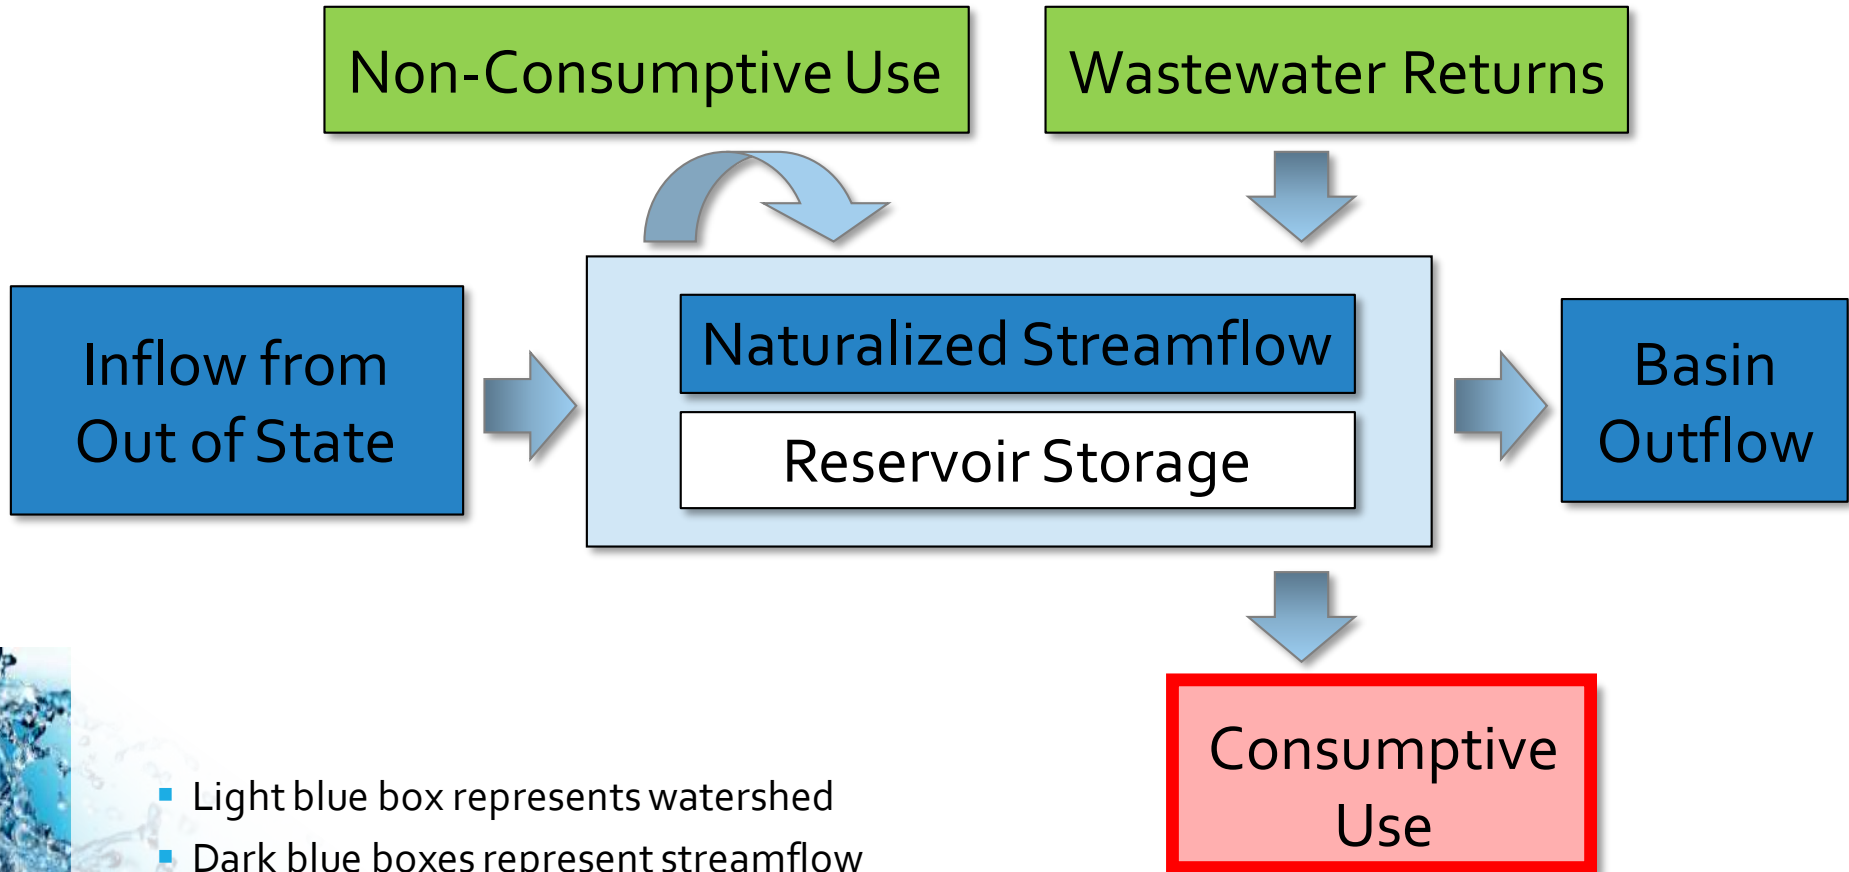 Non-Consumptive Use
Wastewater Returns
Inflow from
Out of State
Naturalized Streamflow
Reservoir Storage
Basin
Outflow
Consumptive
Use
Light blue box represents watershed
Dark blue boxes represent streamflow